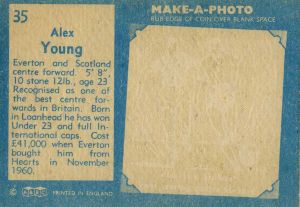 35
Alex
Young
Everton and Scotland
centre forward. 5' 8",
10 stone 12lb., age 23
Recognised as one of
the best centre for-
wards in Britain. Born
in Loanhead he has won
Under 23 and full In-
ternational caps. Cost
£41,000 when Everton
bought him from
Hearts in November
1960.
© A&BC PRINTED IN ENGLAND
MAKE-A-PHOTO
RUB EDGE OF COIN OVER BLANK SPACE